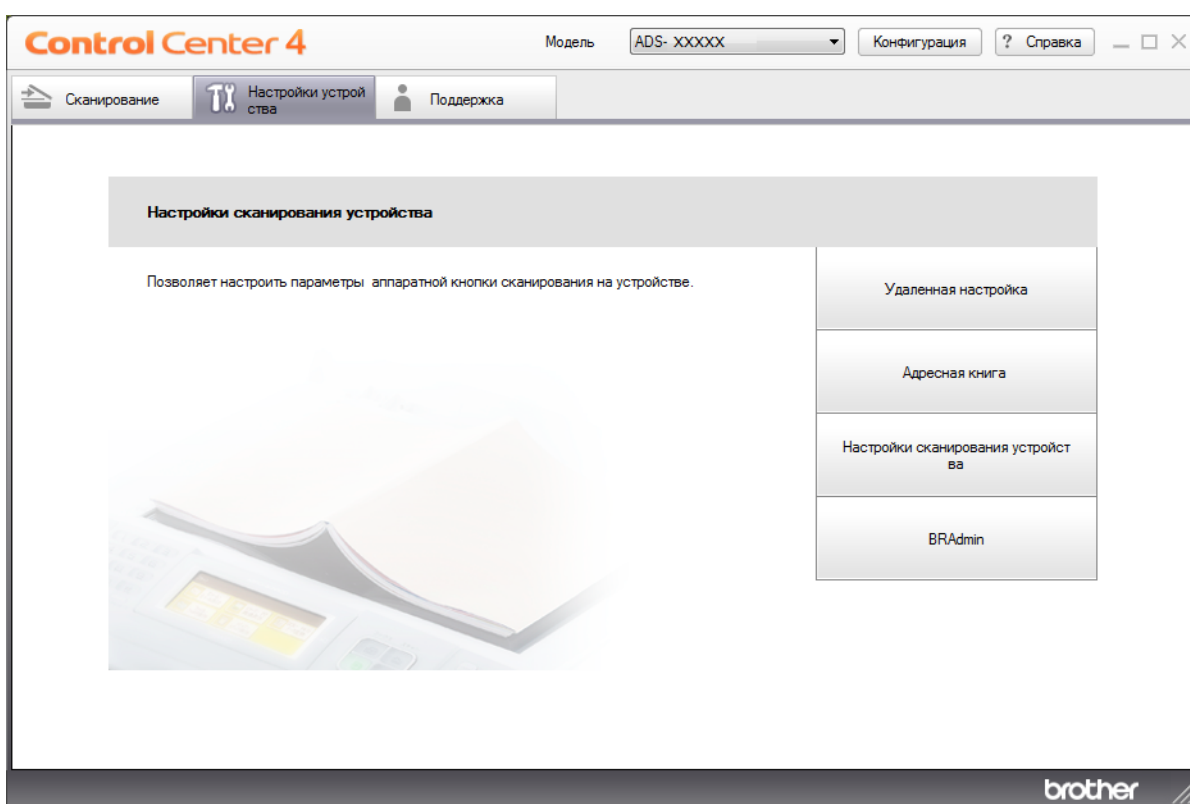 Control Center 4
Модель
ADS- XXXXX
Конфигурация
? Справка
Сканирование
Настройки устрой
ства
Поддержка
Настройки сканирования устройства
Позволяет настроить параметры аппаратной кнопки сканирования на устройстве.
Удаленная настройка
Адресная книга
Настройки сканирования устройст
ва
BRAdmin
brother